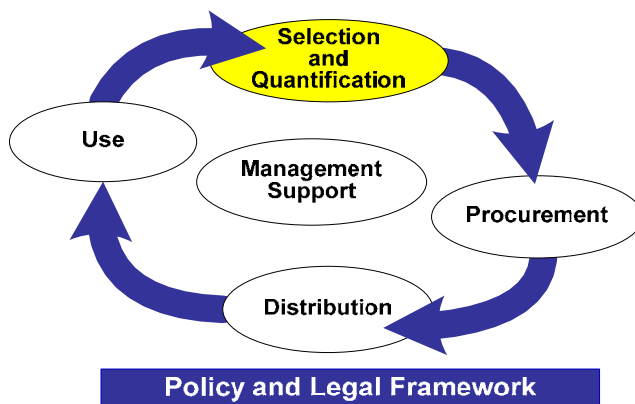 Selection
and
Quantification
Use
Management
Support
Procurement
Distribution
Policy and Legal Framework